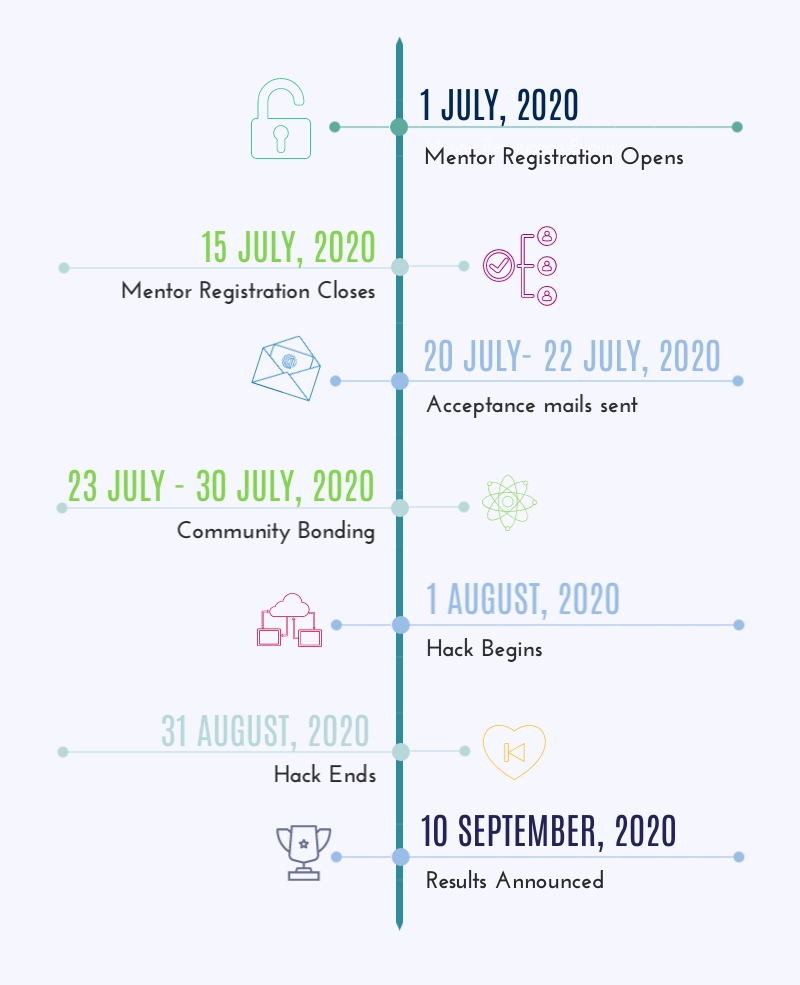 1 JULY, 2020
Mentor Registration Opens
15 JULY, 2020
Mentor Registration Closes
20 JULY- 22 JULY, 2020
Acceptance mails sent
23 JULY - 30 JULY, 2020
Community Bonding
1 AUGUST, 2020
Hack Begins
31 AUGUST, 2020
Hack Ends
10 SEPTEMBER, 2020
Results Announced